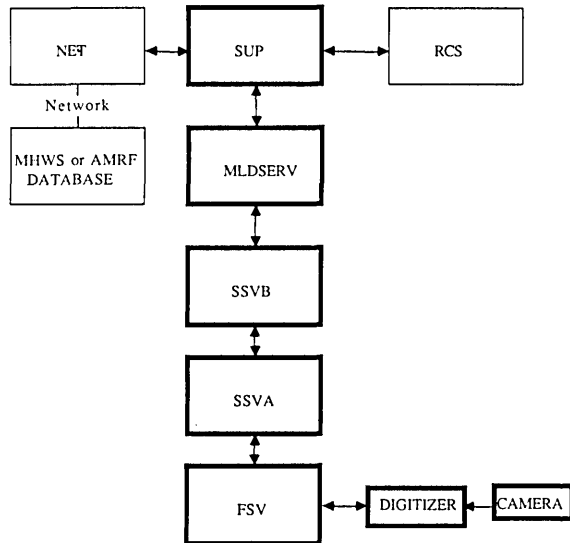 NET
SUP
RCS
Network
MHWS or AMRF
DATABASE
MLDSERV
SSVB
SSVA
FSV
DIGITIZER
CAMERA